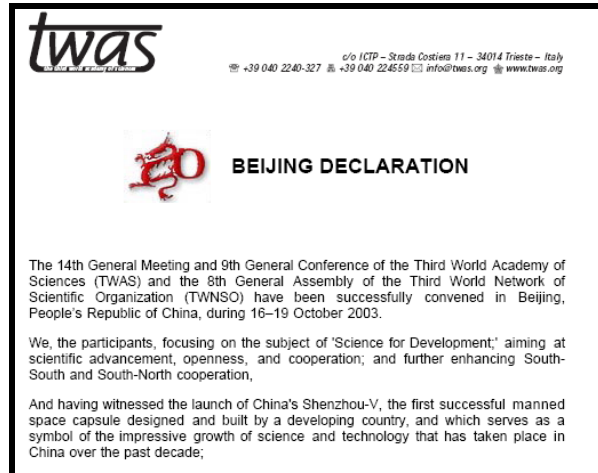 twas
the third world academy of sciences
c/o ICTP – Strada Costiera 11 – 34014 Trieste – Italy
+39 040 2240-327 +39 040 224559 info@twas.org www.twas.org
BEIJING DECLARATION
The 14th General Meeting and 9th General Conference of the Third World Academy of
Sciences (TWAS) and the 8th General Assembly of the Third World Network of
Scientific Organization (TWNSO) have been successfully convened in Beijing,
People's Republic of China, during 16–19 October 2003.
We, the participants, focusing on the subject of 'Science for Development;' aiming at
scientific advancement, openness, and cooperation; and further enhancing South-
South and South-North cooperation,
And having witnessed the launch of China's Shenzhou-V, the first successful manned
space capsule designed and built by a developing country, and which serves as a
symbol of the impressive growth of science and technology that has taken place in
China over the past decade;